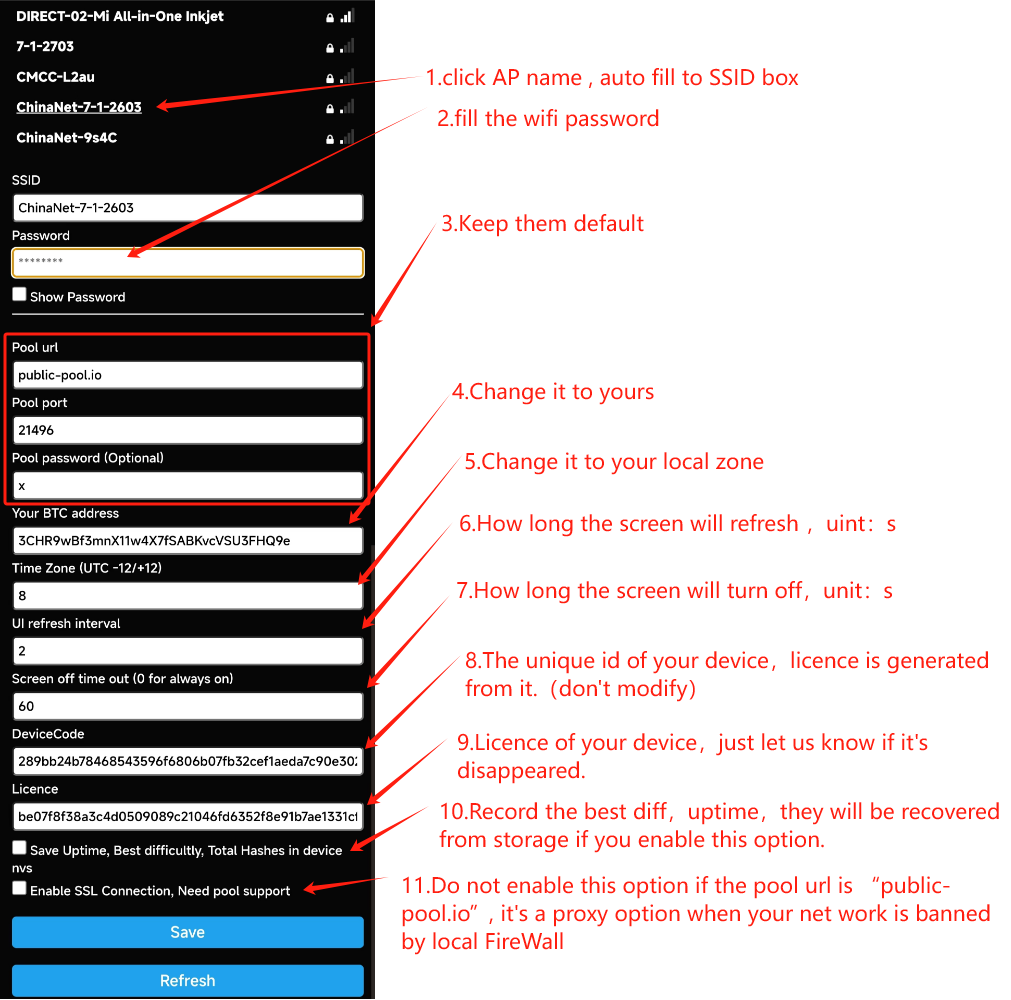 DIRECT-02-Mi All-in-One Inkjet
7-1-2703
CMCC-L2au
ChinaNet-7-1-2603
ChinaNet-9s4C
1.click AP name , auto fill to SSID box
2.fill the wifi password
SSID
ChinaNet-7-1-2603
Password
********
Show Password
3.Keep them default
Pool url
public-pool.io
Pool port
21496
Pool password (Optional)
x
Your BTC address
3CHR9wBf3mnX11w4X7fSABKvcVSU3FHQ9e
4.Change it to yours
Time Zone (UTC -12/+12)
8
5.Change it to your local zone
UI refresh interval
2
6.How long the screen will refresh ，uint：s
Screen off time out (0 for always on)
60
7.How long the screen will turn off，unit：s
DeviceCode
289bb24b78468543596f6806b07fb32cef1aeda7c90e302
8.The unique id of your device，licence is generated
from it.（don't modify）
Licence
be07f8f38a3c4d0509089c21046fd6352f8e91b7ae1331cf
9.Licence of your device，just let us know if it's
disappeared.
Save Uptime, Best difficultly, Total Hashes in device
nvs
10.Record the best diff，uptime，they will be recovered
from storage if you enable this option.
Enable SSL Connection, Need pool support
11.Do not enable this option if the pool url is “public-
pool.io”, it's a proxy option when your net work is banned
by local FireWall
Save
Refresh